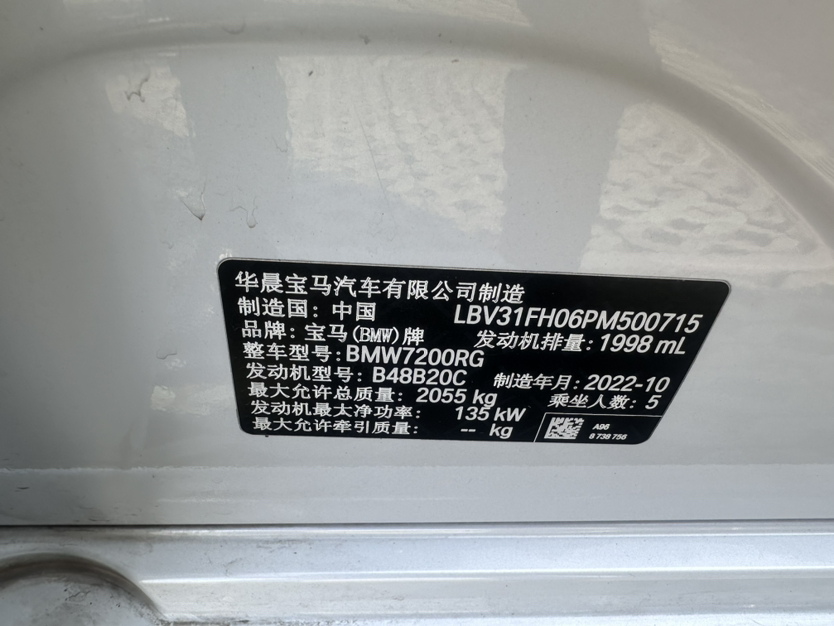 华晨宝马汽车有限公司制造
制造国：中国 LBV31FH06PM500715
品牌：宝马(BMW)牌 发动机排量：1998 mL
整车型号：BMW7200RG
发动机型号：B48B20C 制造年月：2022-10
最大允许总质量：2055 kg 乘坐人数：5
发动机最大净功率：135 kW
最大允许牵引质量：-- kg
A96
8 738 756